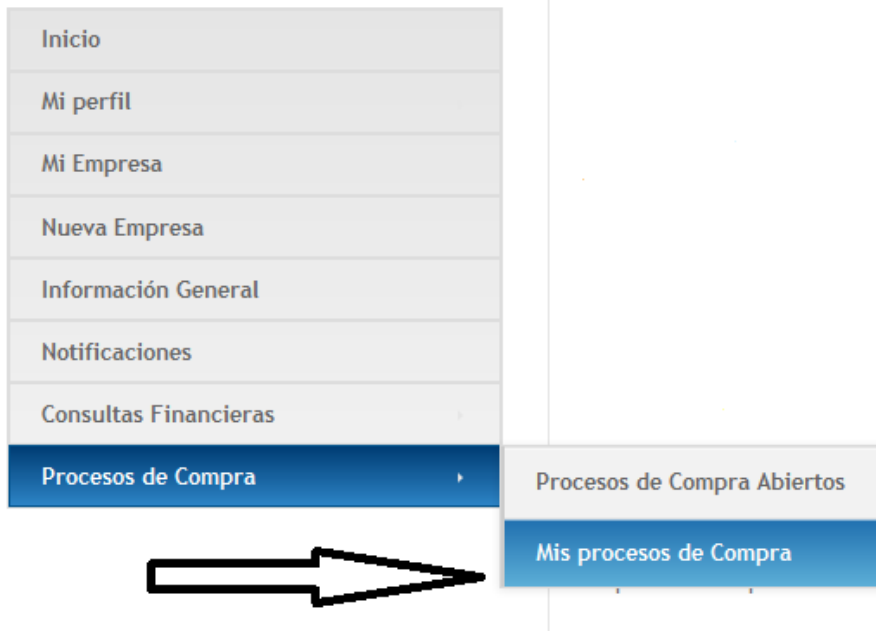 Inicio
Mi perfil
Mi Empresa
Nueva Empresa
Información General
Notificaciones
Consultas Financieras
Procesos de Compra
Procesos de Compra Abiertos
Mis procesos de Compra